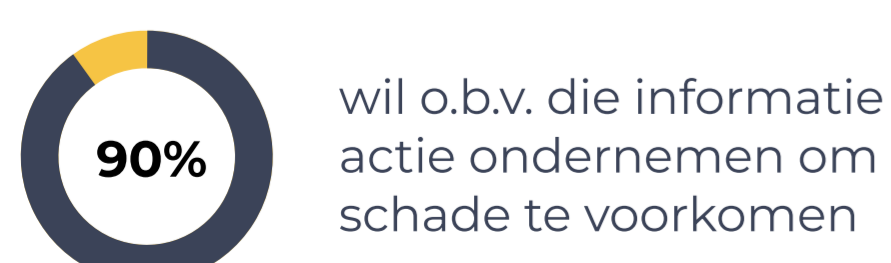 90%
wil o.b.v. die informatie
actie ondernemen om
schade te voorkomen